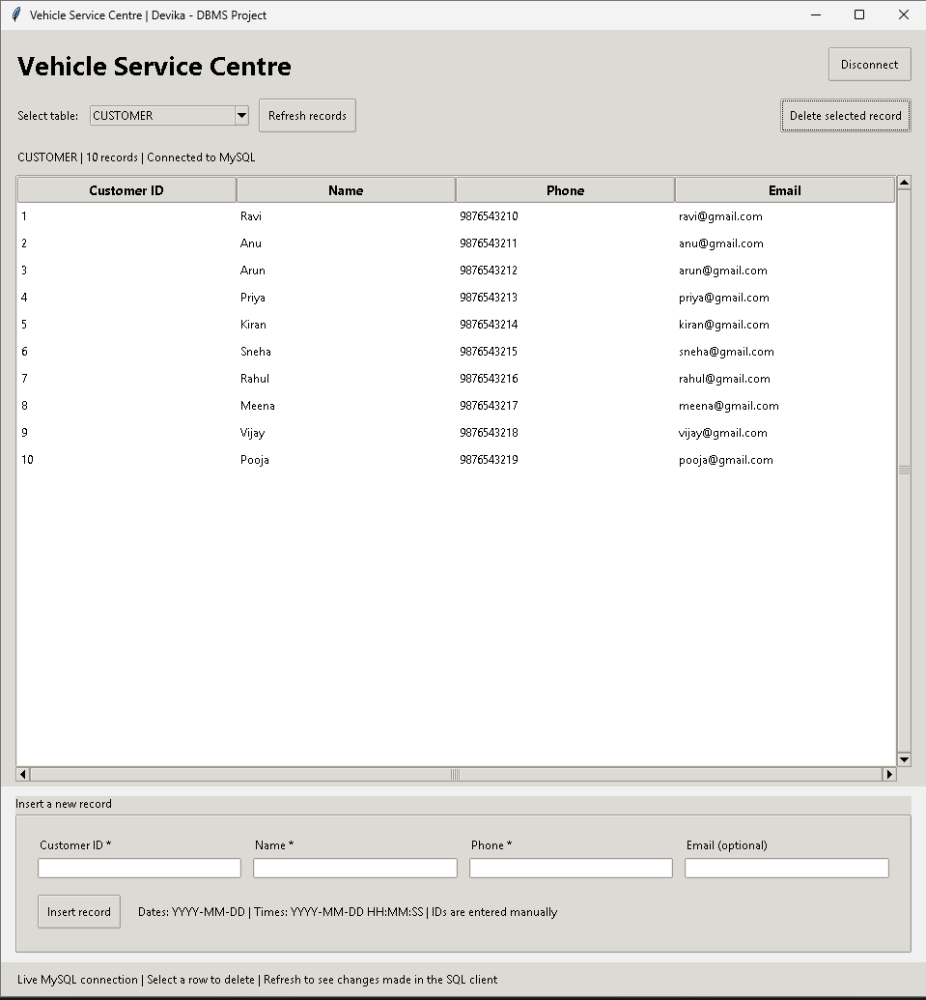 Vehicle Service Centre | Devika - DBMS Project
Vehicle Service Centre
Disconnect
Select table: CUSTOMER Refresh records Delete selected record
CUSTOMER | 10 records | Connected to MySQL
Customer ID Name Phone Email
1 Ravi 9876543210 ravi@gmail.com
2 Anu 9876543211 anu@gmail.com
3 Arun 9876543212 arun@gmail.com
4 Priya 9876543213 priya@gmail.com
5 Kiran 9876543214 kiran@gmail.com
6 Sneha 9876543215 sneha@gmail.com
7 Rahul 9876543216 rahul@gmail.com
8 Meena 9876543217 meena@gmail.com
9 Vijay 9876543218 vijay@gmail.com
10 Pooja 9876543219 pooja@gmail.com
Insert a new record
Customer ID * Name * Phone * Email (optional)
Insert record Dates: YYYY-MM-DD | Times: YYYY-MM-DD HH:MM:SS | IDs are entered manually
Live MySQL connection | Select a row to delete | Refresh to see changes made in the SQL client